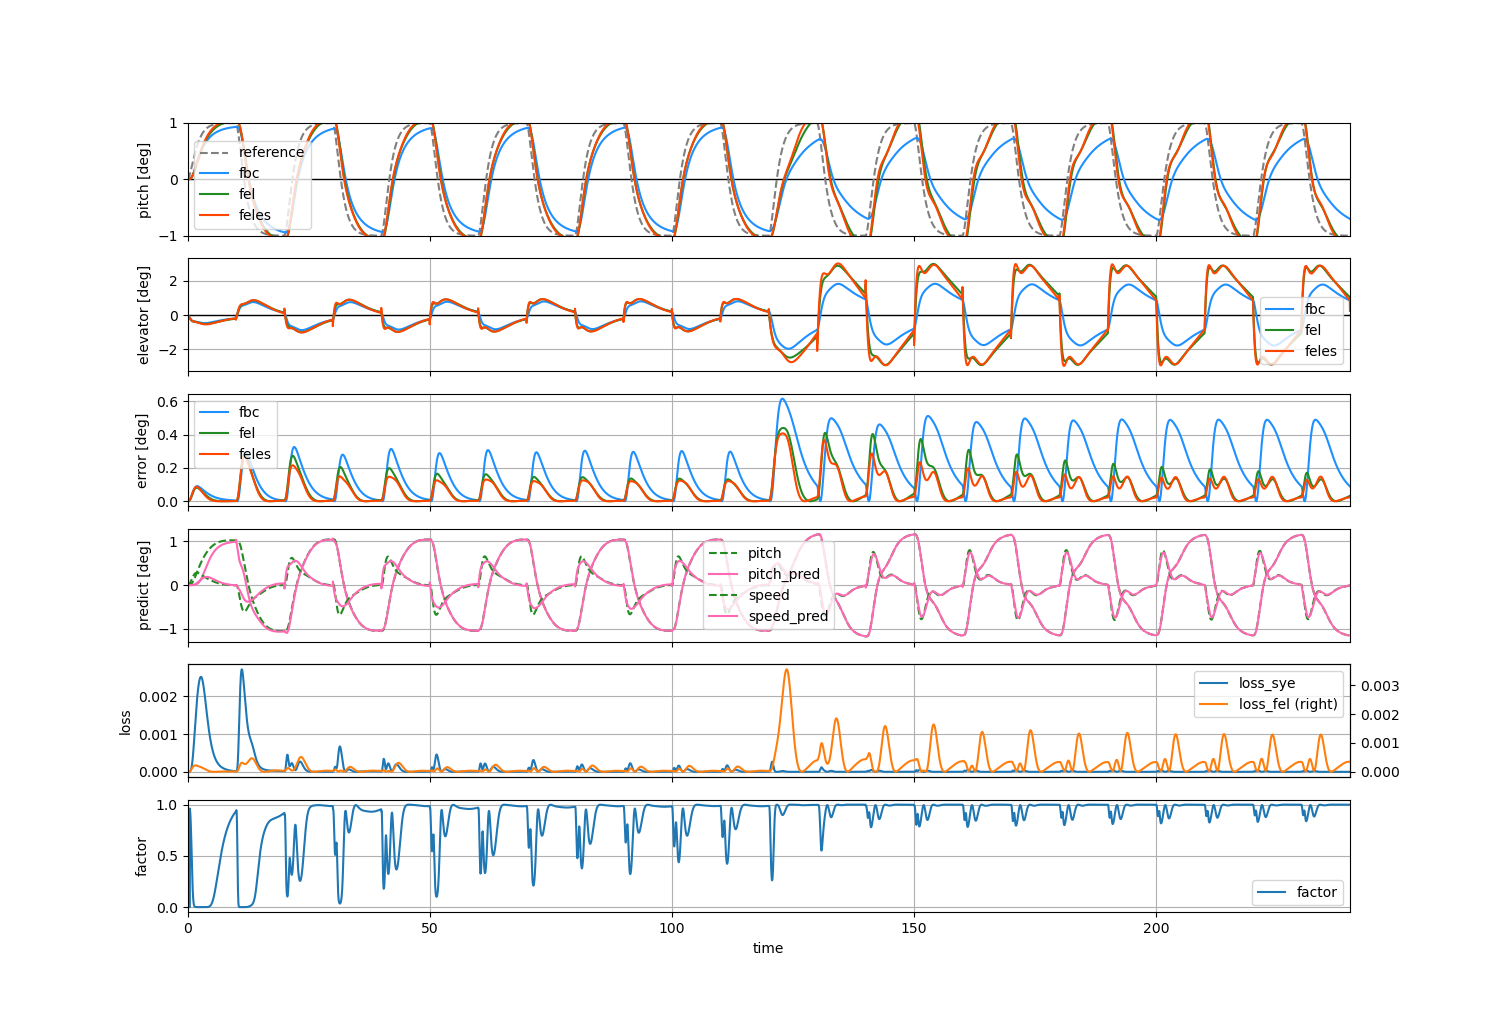 1
0
−1
pitch [deg]
reference
fbc
fel
feles
2
0
−2
elevator [deg]
fbc
fel
feles
0.6
0.4
0.2
0.0
error [deg]
fbc
fel
feles
1
0
−1
predict [deg]
pitch
pitch_pred
speed
speed_pred
0.002
0.001
0.000
loss
loss_sye
loss_fel (right)
0.003
0.002
0.001
0.000
1.0
0.5
0.0
factor
factor
0 50 100 150 200
time